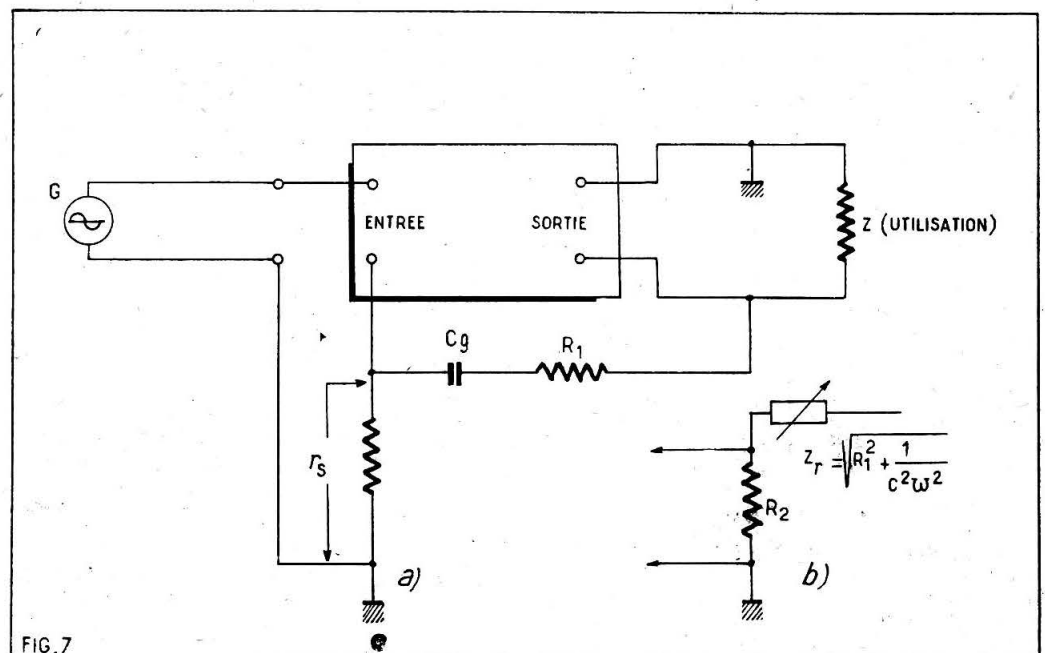 G
ENTREE
SORTIE
Z (UTILISATION)
Cg
R1
rs
Zr = √R1² + 1/C²ω²
R2
a)
b)
FIG.7